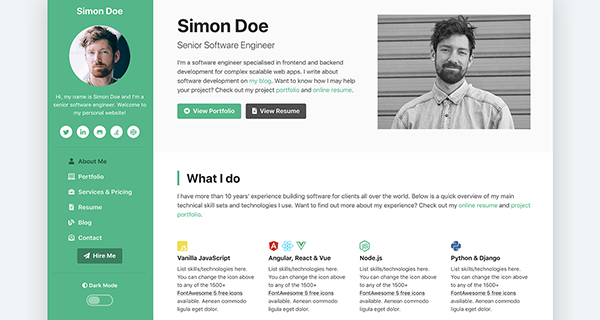 Simon Doe
Hi, my name is Simon Doe and I'm a
senior software engineer. Welcome to
my personal website!
About Me
Portfolio
Services & Pricing
Resume
Blog
Contact
Hire Me
Dark Mode
Simon Doe
Senior Software Engineer
I'm a software engineer specialised in frontend and backend
development for complex scalable web apps. I write about
software development on my blog. Want to know how I may help
your project? Check out my project portfolio and online resume.
View Portfolio
View Resume
What I do
I have more than 10 years' experience building software for clients all over the world. Below is a quick overview of my main
technical skill sets and technologies I use. Want to find out more about my experience? Check out my online resume and project
portfolio.
Vanilla JavaScript
List skills/technologies here.
You can change the icon above
to any of the 1500+
FontAwesome 5 free icons
available. Aenean commodo
ligula eget dolor.
Angular, React & Vue
List skills/technologies here.
You can change the icon above
to any of the 1500+
FontAwesome 5 free icons
available. Aenean commodo
ligula eget dolor.
Node.js
List skills/technologies here.
You can change the icon above
to any of the 1500+
FontAwesome 5 free icons
available. Aenean commodo
ligula eget dolor.
Python & Django
List skills/technologies here.
You can change the icon above
to any of the 1500+
FontAwesome 5 free icons
available. Aenean commodo
ligula eget dolor.